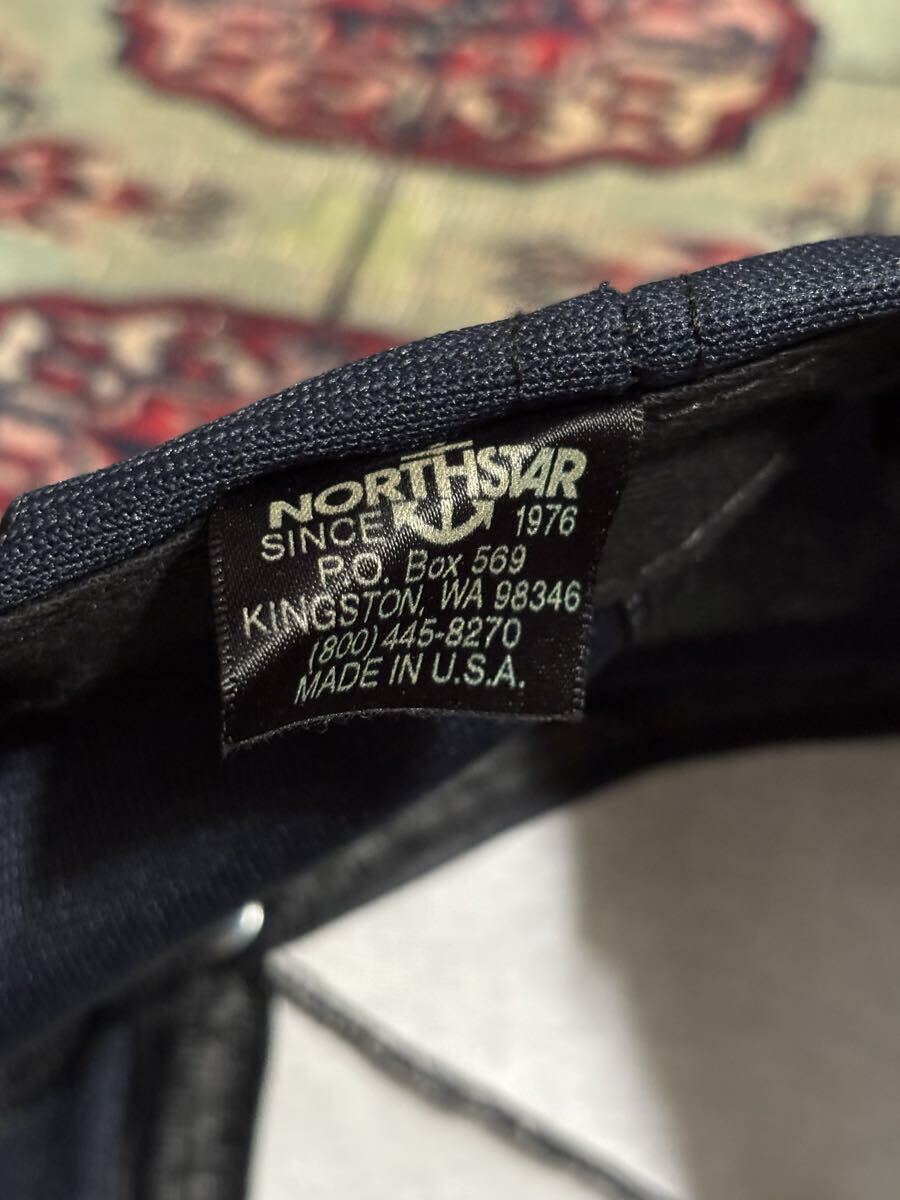 NORTHSTAR
SINCE 1976
P.O. Box 569
KINGSTON, WA 98346
(800) 445-8270
MADE IN U.S.A.